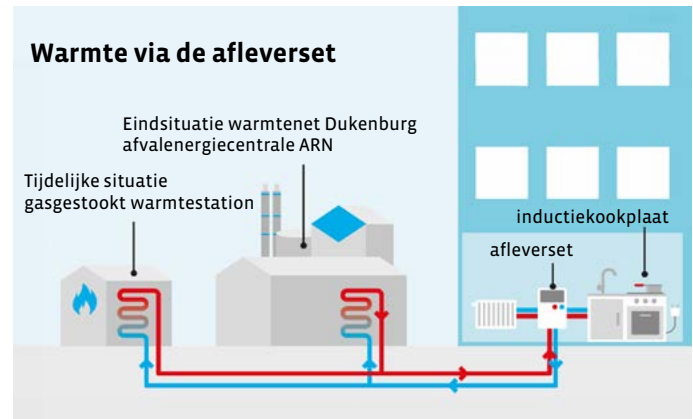 Warmte via de afleverset
Eindsituatie warmtenet Dukenburg
afvalenergiecentrale ARN
Tijdelijke situatie
gasgestookt warmtestation
inductiekookplaat
afleverset